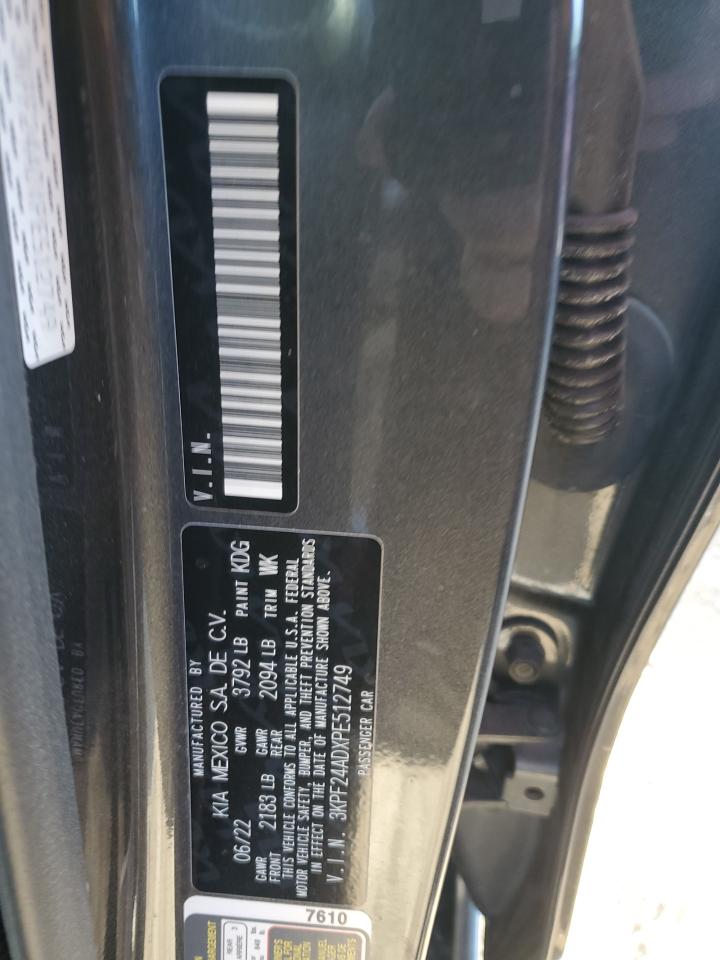 V.I.N.
MANUFACTURED BY
KIA MEXICO S.A. DE C.V.
06/22 GVWR 3792 LB PAINT KDG
GAWR FRONT 2183 LB GAWR REAR 2094 LB TRIM WK
THIS VEHICLE CONFORMS TO ALL APPLICABLE U.S.A. FEDERAL
MOTOR VEHICLE SAFETY, BUMPER, AND THEFT PREVENTION STANDARDS
IN EFFECT ON THE DATE OF MANUFACTURE SHOWN ABOVE.
V.I.N. 3KPF24ADXPE512749
PASSENGER CAR
7610
REAR 3